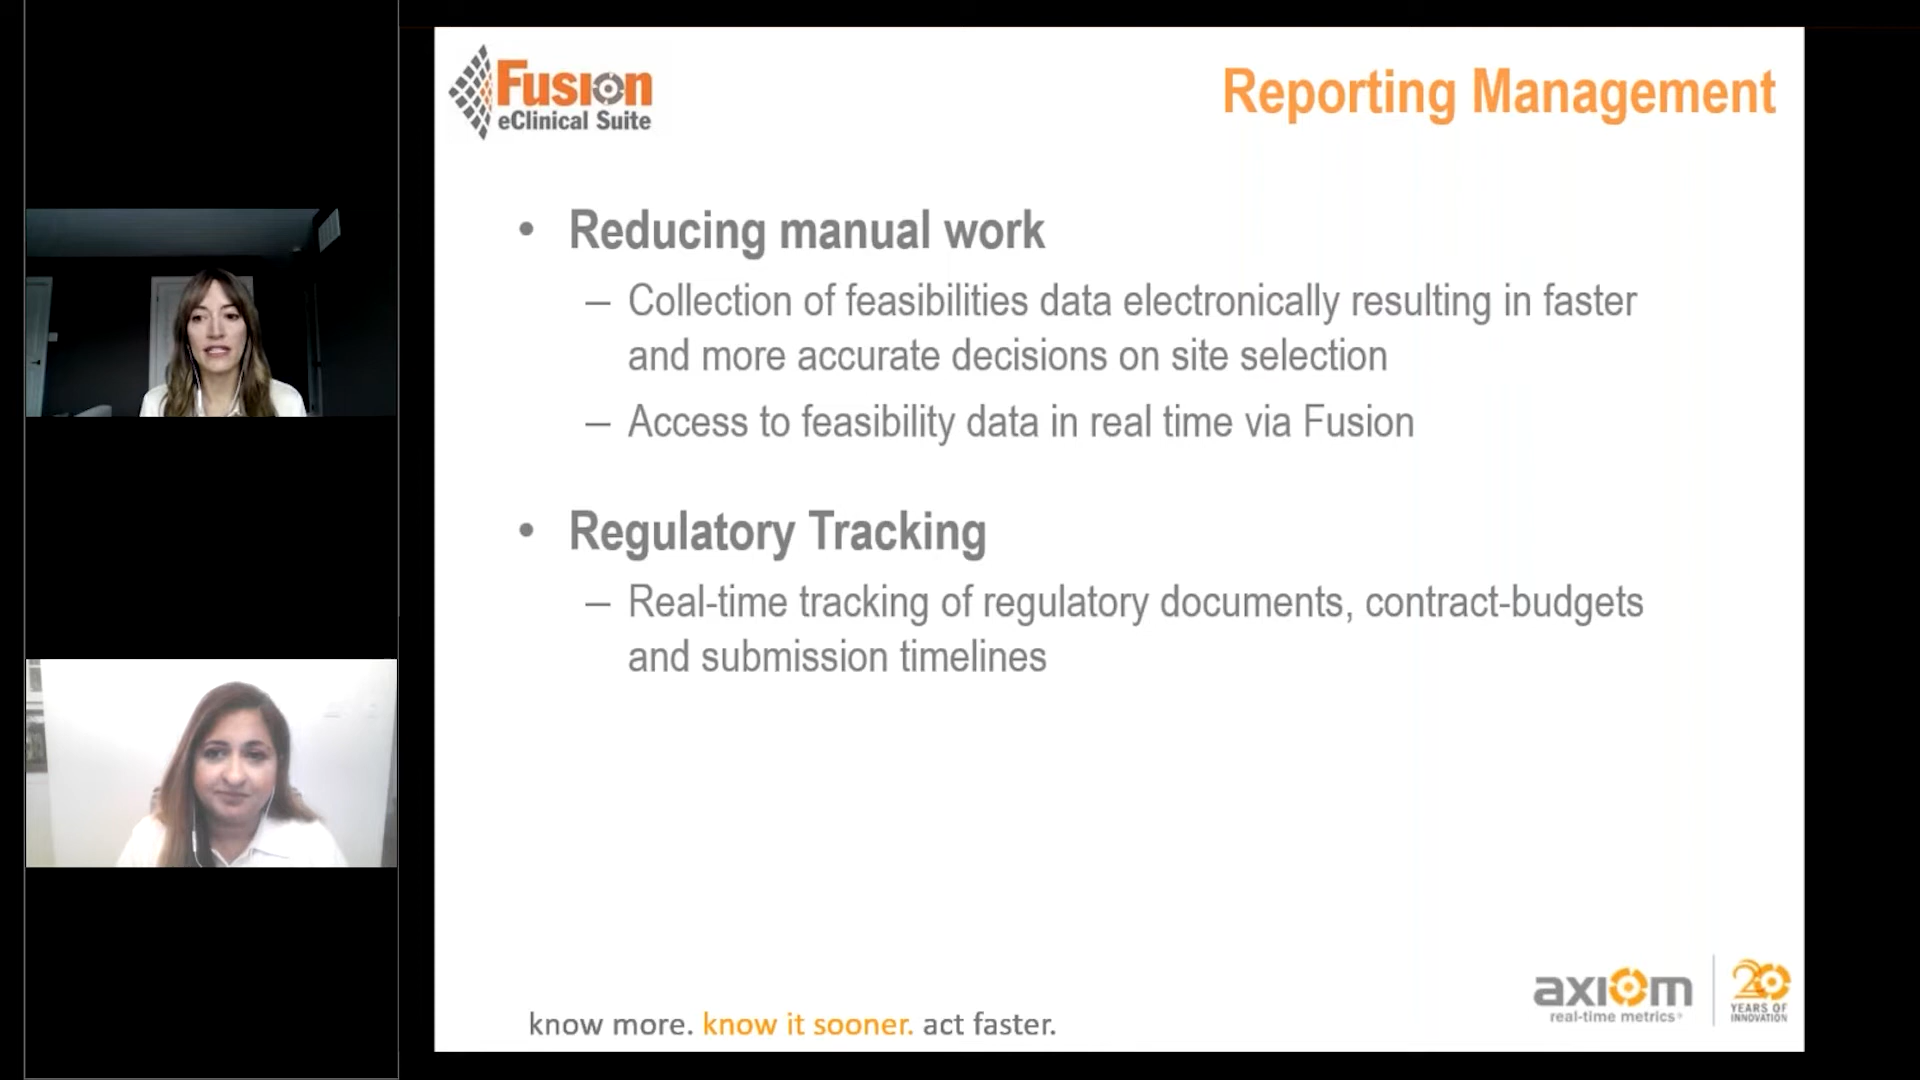 Fusion
eClinical Suite
Reporting Management
• Reducing manual work
– Collection of feasibilities data electronically resulting in faster
and more accurate decisions on site selection
– Access to feasibility data in real time via Fusion
• Regulatory Tracking
– Real-time tracking of regulatory documents, contract-budgets
and submission timelines
know more. know it sooner. act faster.
axiom
real-time metrics®
20
YEARS OF
INNOVATION